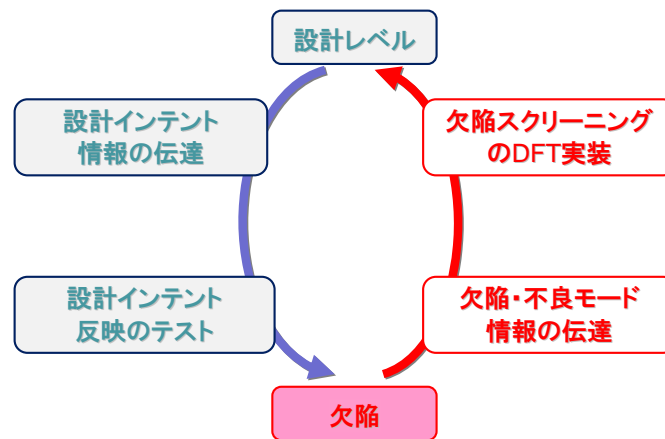 設計レベル
設計インテント
情報の伝達
欠陥スクリーニング
のDFT実装
設計インテント
反映のテスト
欠陥・不良モード
情報の伝達
欠陥